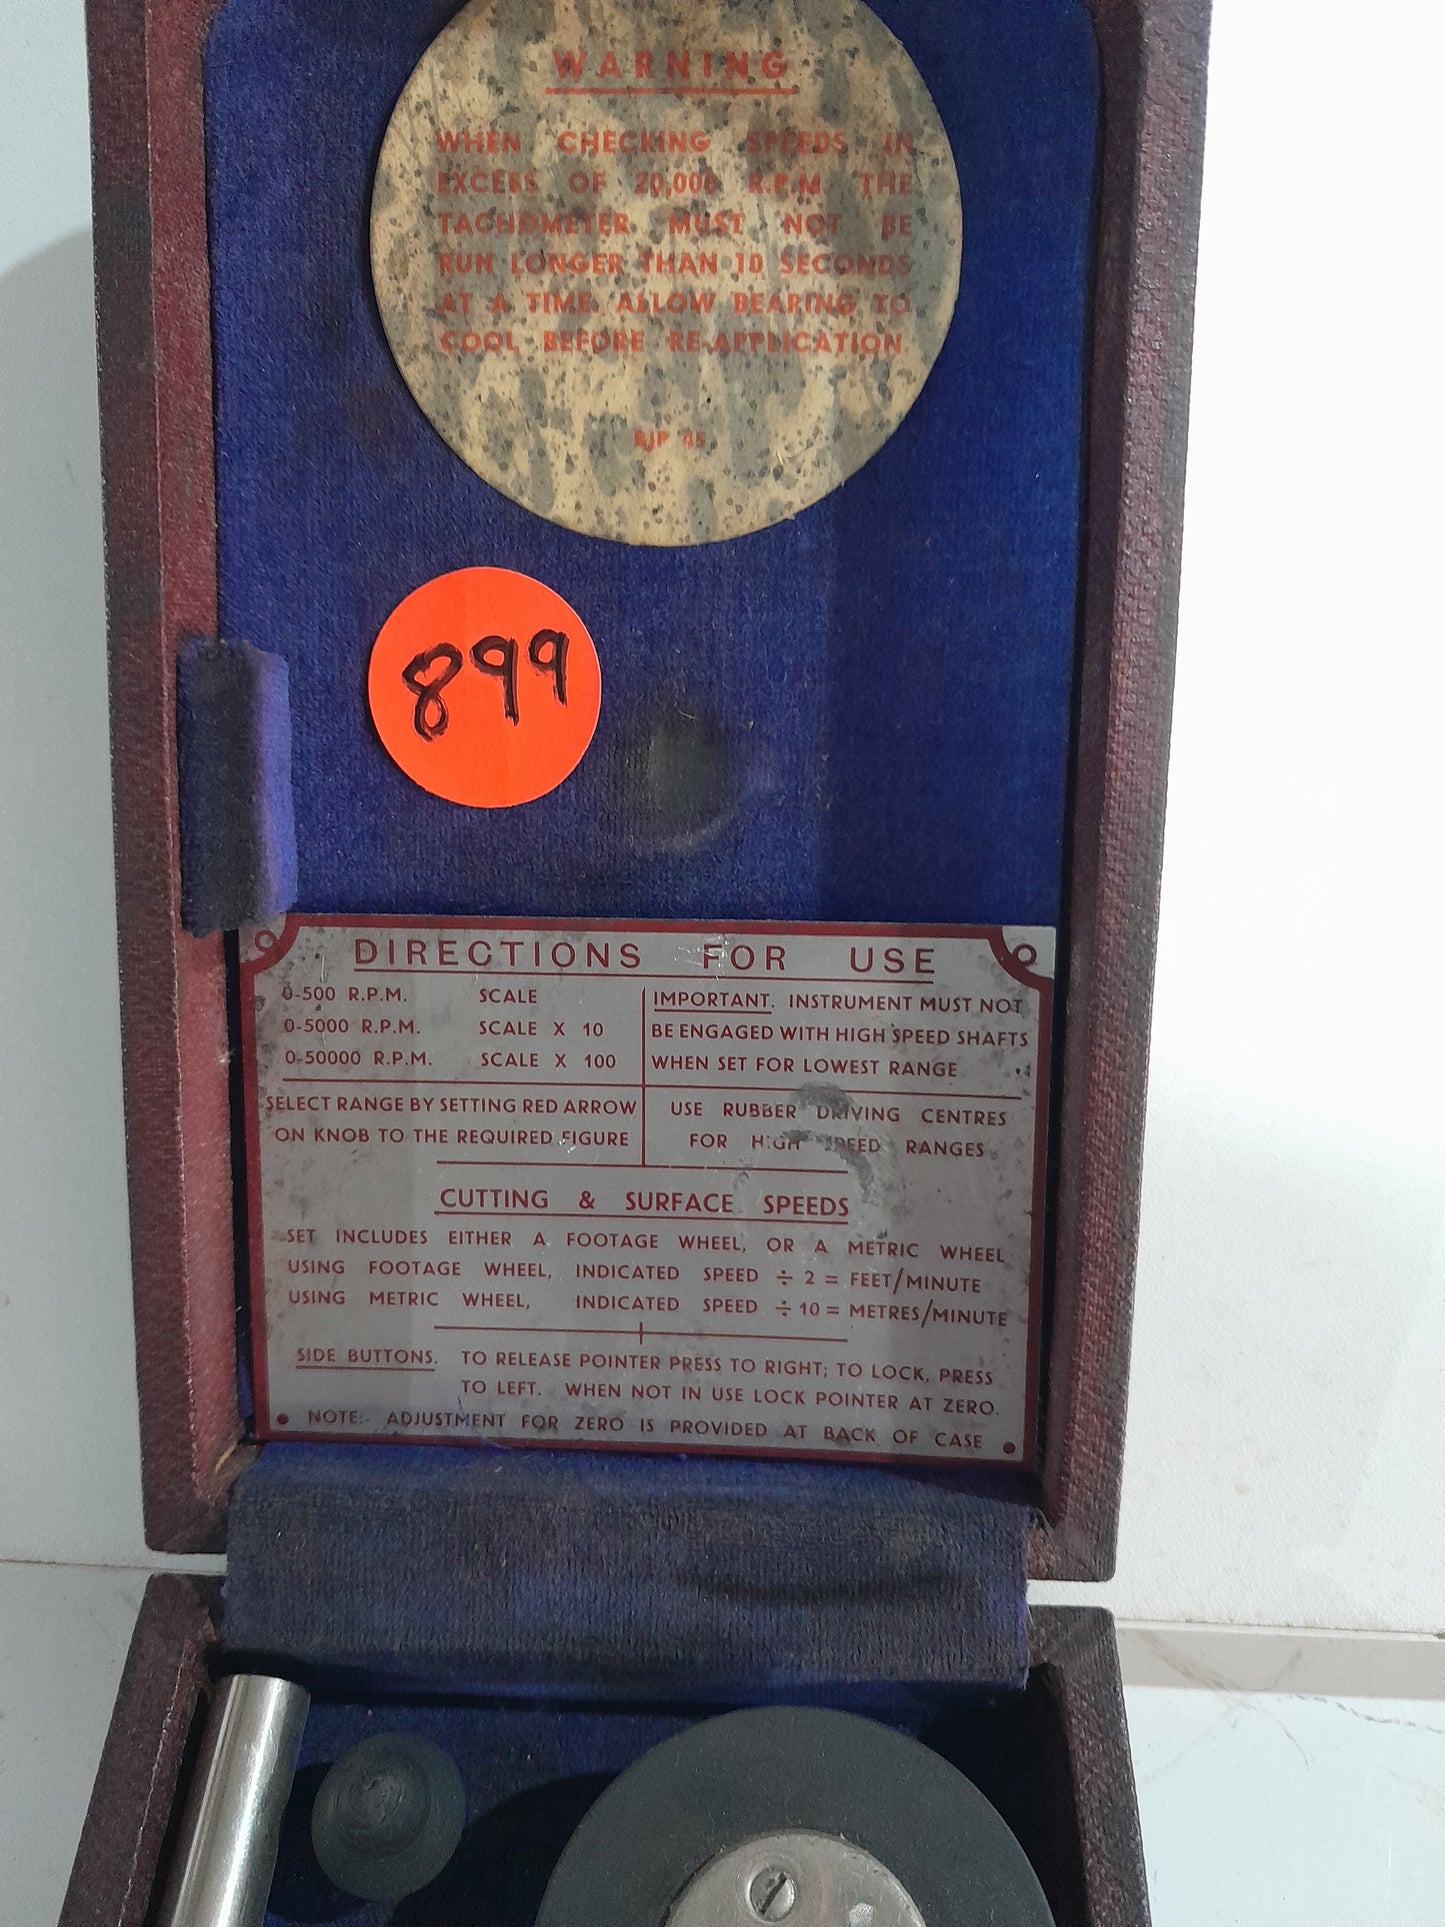 WARNING
WHEN CHECKING SPEEDS IN
EXCESS OF 20,000 R.P.M. THE
TACHOMETER MUST NOT BE
RUN LONGER THAN 10 SECONDS
AT A TIME. ALLOW BEARING TO
COOL BEFORE RE-APPLICATION.
BJP 45
899
DIRECTIONS FOR USE
0-500 R.P.M. SCALE
0-5000 R.P.M. SCALE X 10
0-50000 R.P.M. SCALE X 100
IMPORTANT. INSTRUMENT MUST NOT
BE ENGAGED WITH HIGH SPEED SHAFTS
WHEN SET FOR LOWEST RANGE
SELECT RANGE BY SETTING RED ARROW
ON KNOB TO THE REQUIRED FIGURE
USE RUBBER DRIVING CENTRES
FOR HIGH SPEED RANGES
CUTTING & SURFACE SPEEDS
SET INCLUDES EITHER A FOOTAGE WHEEL, OR A METRIC WHEEL
USING FOOTAGE WHEEL, INDICATED SPEED ÷ 2 = FEET/MINUTE
USING METRIC WHEEL, INDICATED SPEED ÷ 10 = METRES/MINUTE
SIDE BUTTONS. TO RELEASE POINTER PRESS TO RIGHT; TO LOCK, PRESS
TO LEFT. WHEN NOT IN USE LOCK POINTER AT ZERO.
NOTE:- ADJUSTMENT FOR ZERO IS PROVIDED AT BACK OF CASE